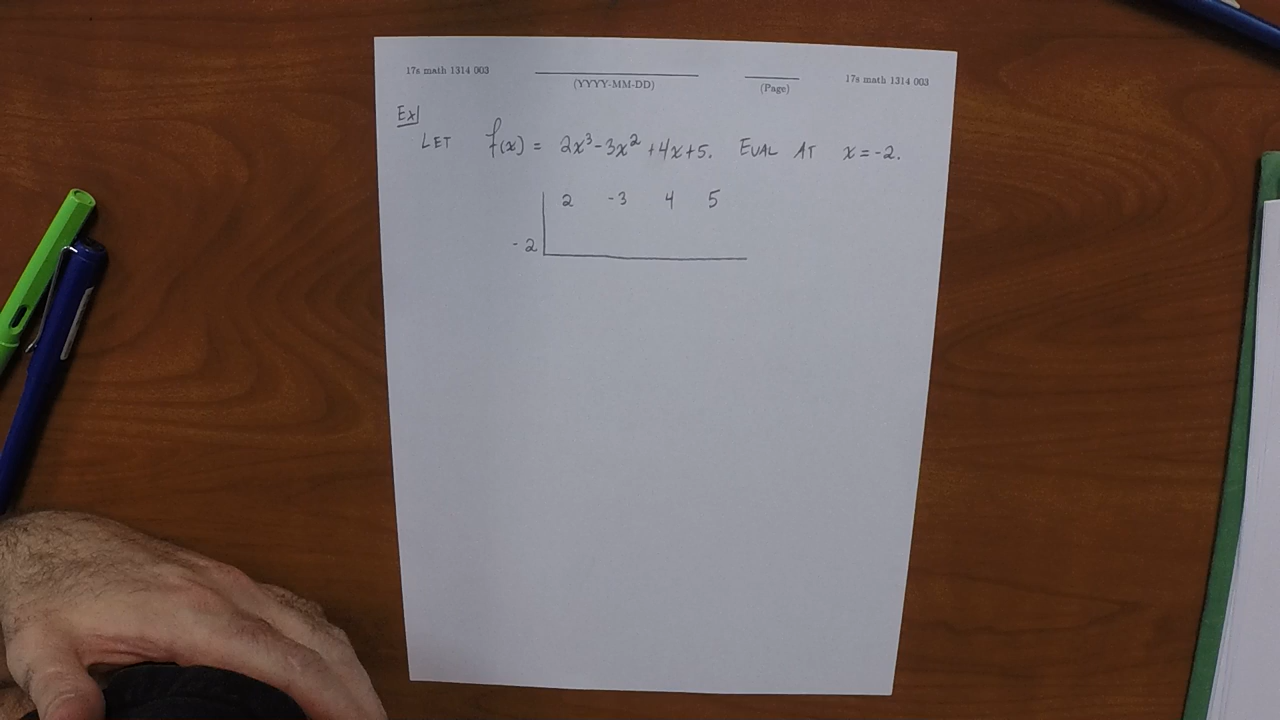 17s math 1314 003 (YYYY-MM-DD) (Page) 17s math 1314 003
Ex
LET f(x) = 2x³-3x²+4x+5. EVAL AT x=-2.
2 -3 4 5
-2